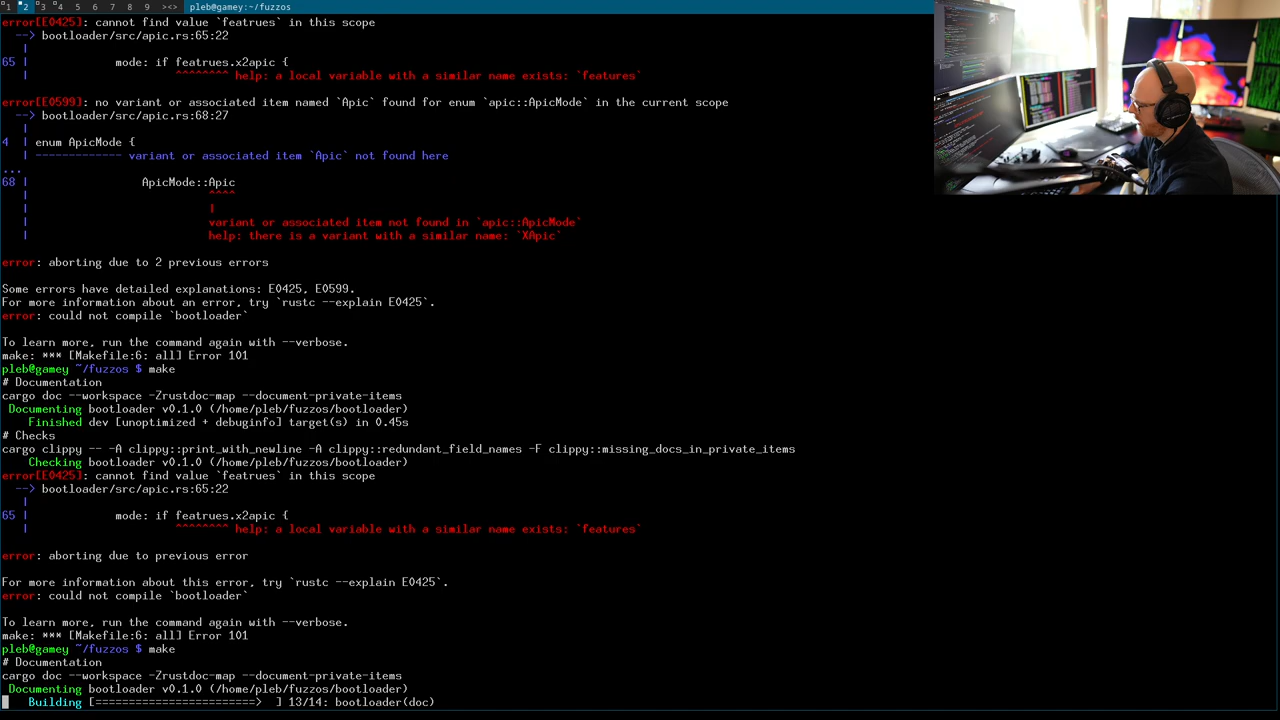 1 2 3 4 5 6 7 8 9 ><> pleb@gamey:~/fuzzos
error[E0425]: cannot find value `featrues` in this scope
--> bootloader/src/apic.rs:65:22
|
65 | mode: if featrues.x2apic {
| ^^^^^^^^ help: a local variable with a similar name exists: `features`
error[E0599]: no variant or associated item named `Apic` found for enum `apic::ApicMode` in the current scope
--> bootloader/src/apic.rs:68:27
|
4 | enum ApicMode {
| ------------- variant or associated item `Apic` not found here
...
68 | ApicMode::Apic
| ^^^^
| |
| variant or associated item not found in `apic::ApicMode`
| help: there is a variant with a similar name: `XApic`
error: aborting due to 2 previous errors
Some errors have detailed explanations: E0425, E0599.
For more information about an error, try `rustc --explain E0425`.
error: could not compile `bootloader`
To learn more, run the command again with --verbose.
make: *** [Makefile:6: all] Error 101
pleb@gamey ~/fuzzos $ make
# Documentation
cargo doc --workspace -Zrustdoc-map --document-private-items
Documenting bootloader v0.1.0 (/home/pleb/fuzzos/bootloader)
Finished dev [unoptimized + debuginfo] target(s) in 0.45s
# Checks
cargo clippy -- -A clippy::print_with_newline -A clippy::redundant_field_names -F clippy::missing_docs_in_private_items
Checking bootloader v0.1.0 (/home/pleb/fuzzos/bootloader)
error[E0425]: cannot find value `featrues` in this scope
--> bootloader/src/apic.rs:65:22
|
65 | mode: if featrues.x2apic {
| ^^^^^^^^ help: a local variable with a similar name exists: `features`
error: aborting due to previous error
For more information about this error, try `rustc --explain E0425`.
error: could not compile `bootloader`
To learn more, run the command again with --verbose.
make: *** [Makefile:6: all] Error 101
pleb@gamey ~/fuzzos $ make
# Documentation
cargo doc --workspace -Zrustdoc-map --document-private-items
Documenting bootloader v0.1.0 (/home/pleb/fuzzos/bootloader)
Building [========================> ] 13/14: bootloader(doc)